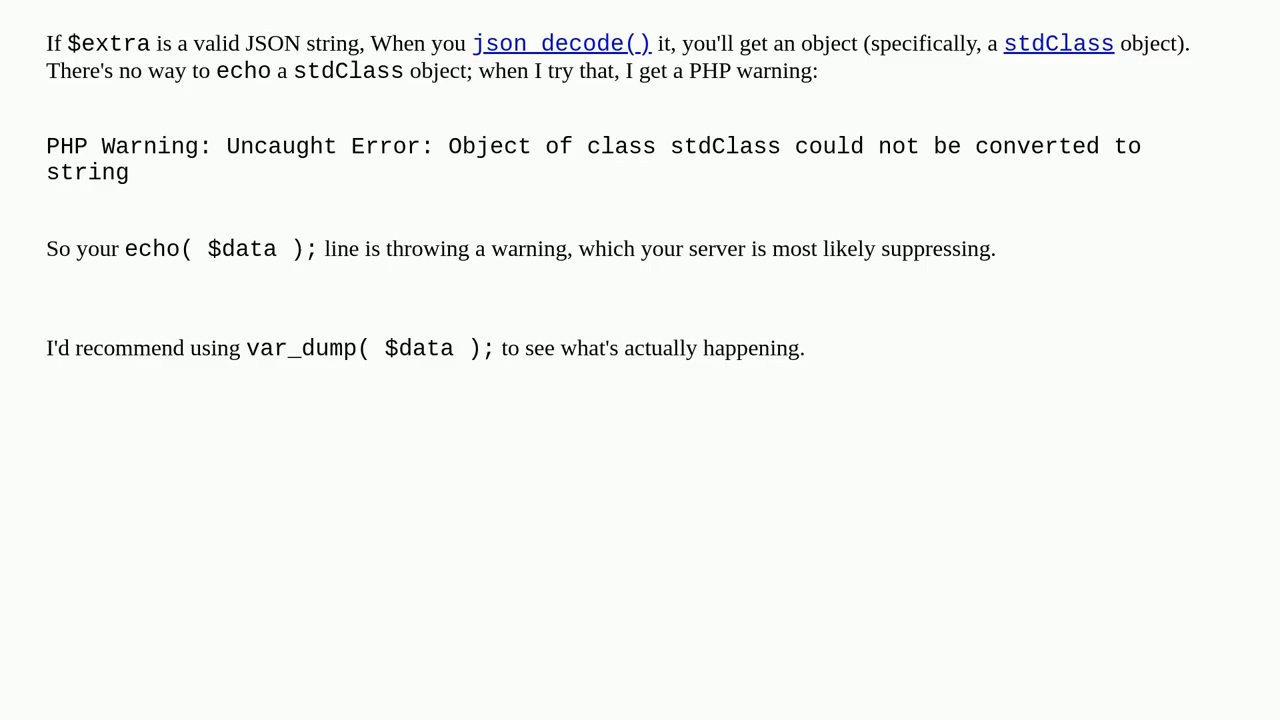 If $extra is a valid JSON string, When you json_decode() it, you'll get an object (specifically, a stdClass object).
There's no way to echo a stdClass object; when I try that, I get a PHP warning:
PHP Warning: Uncaught Error: Object of class stdClass could not be converted to
string
So your echo( $data ); line is throwing a warning, which your server is most likely suppressing.
I'd recommend using var_dump( $data ); to see what's actually happening.